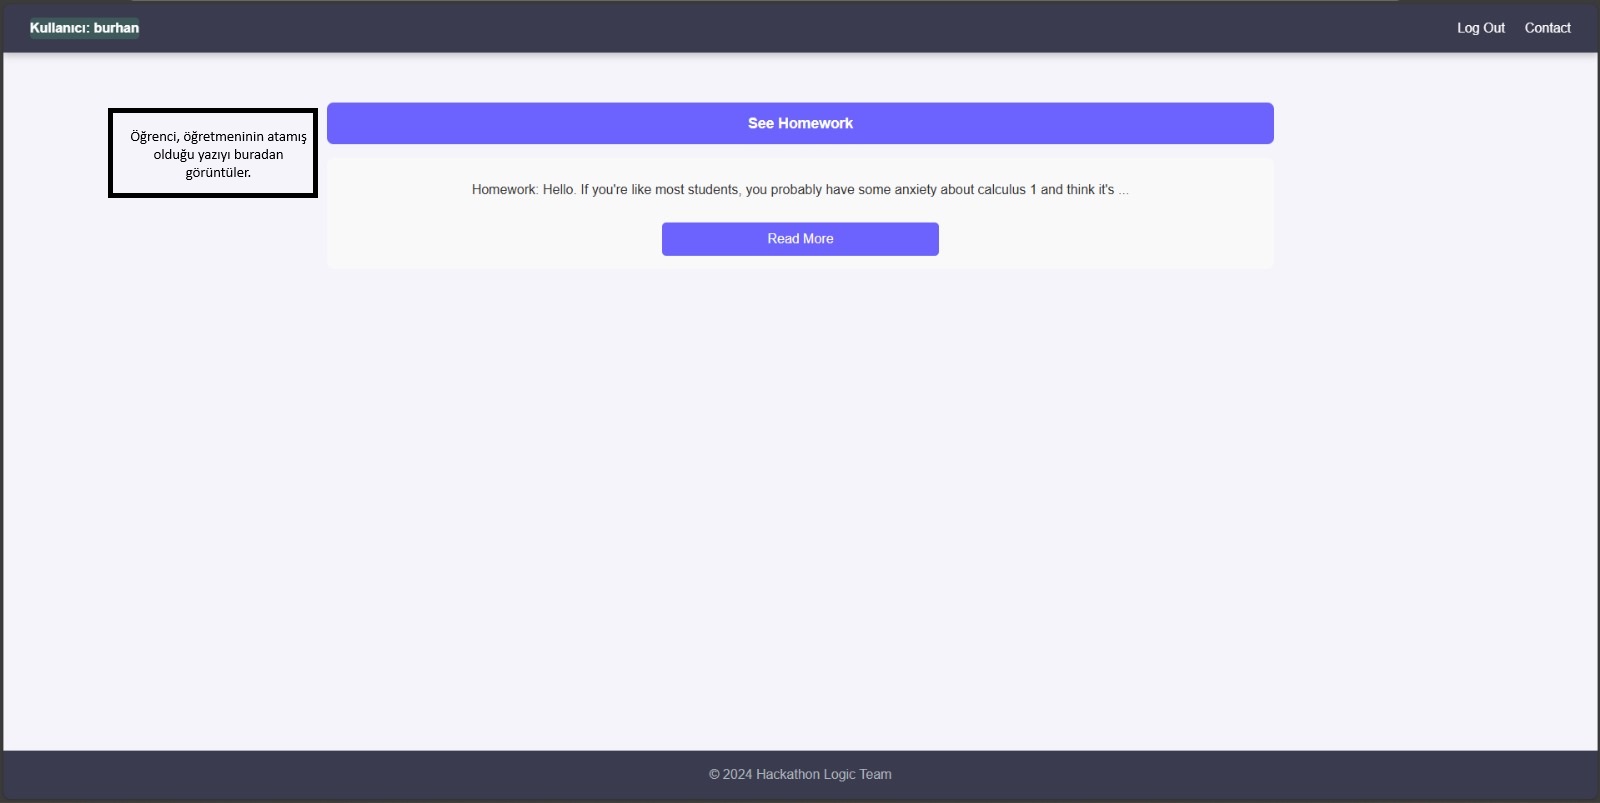 Kullanıcı: burhan
Log Out
Contact
Öğrenci, öğretmeninin atamış
olduğu yazıyı buradan
görüntüler.
See Homework
Homework: Hello. If you're like most students, you probably have some anxiety about calculus 1 and think it's ...
Read More
© 2024 Hackathon Logic Team